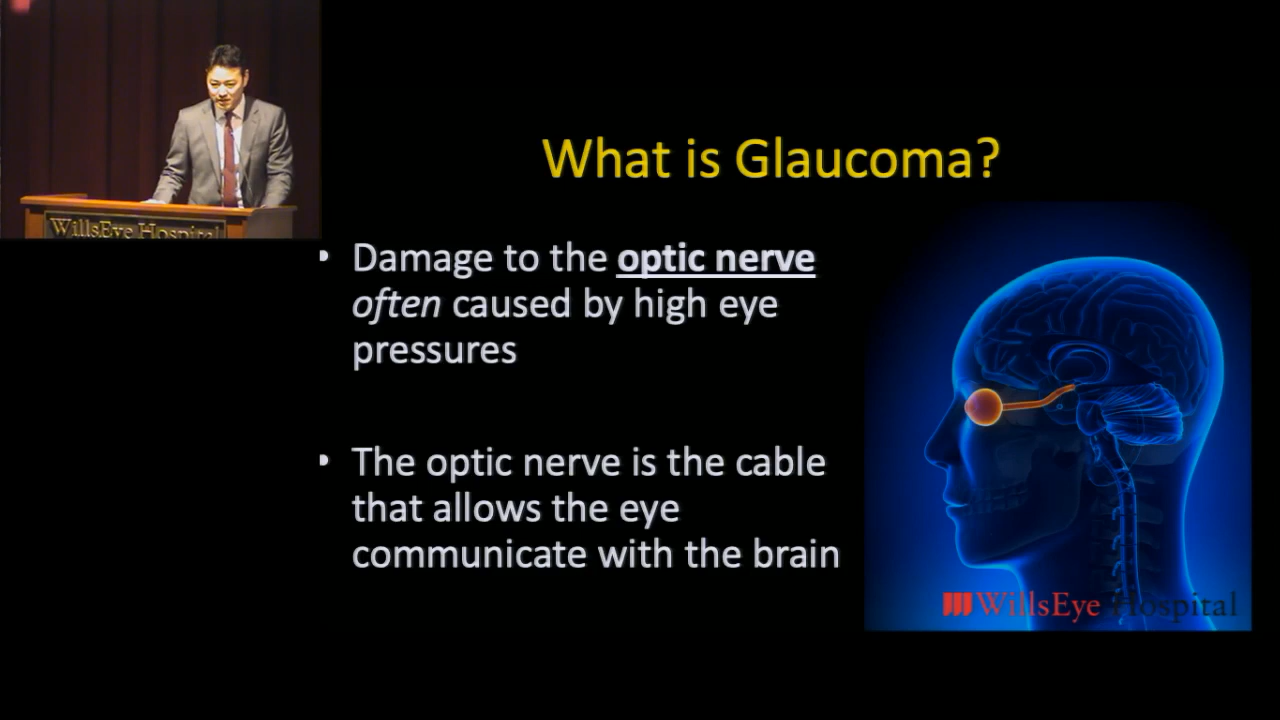 WillsEye Hospital
What is Glaucoma?
• Damage to the optic nerve
often caused by high eye
pressures
• The optic nerve is the cable
that allows the eye
communicate with the brain
WillsEye Hospital